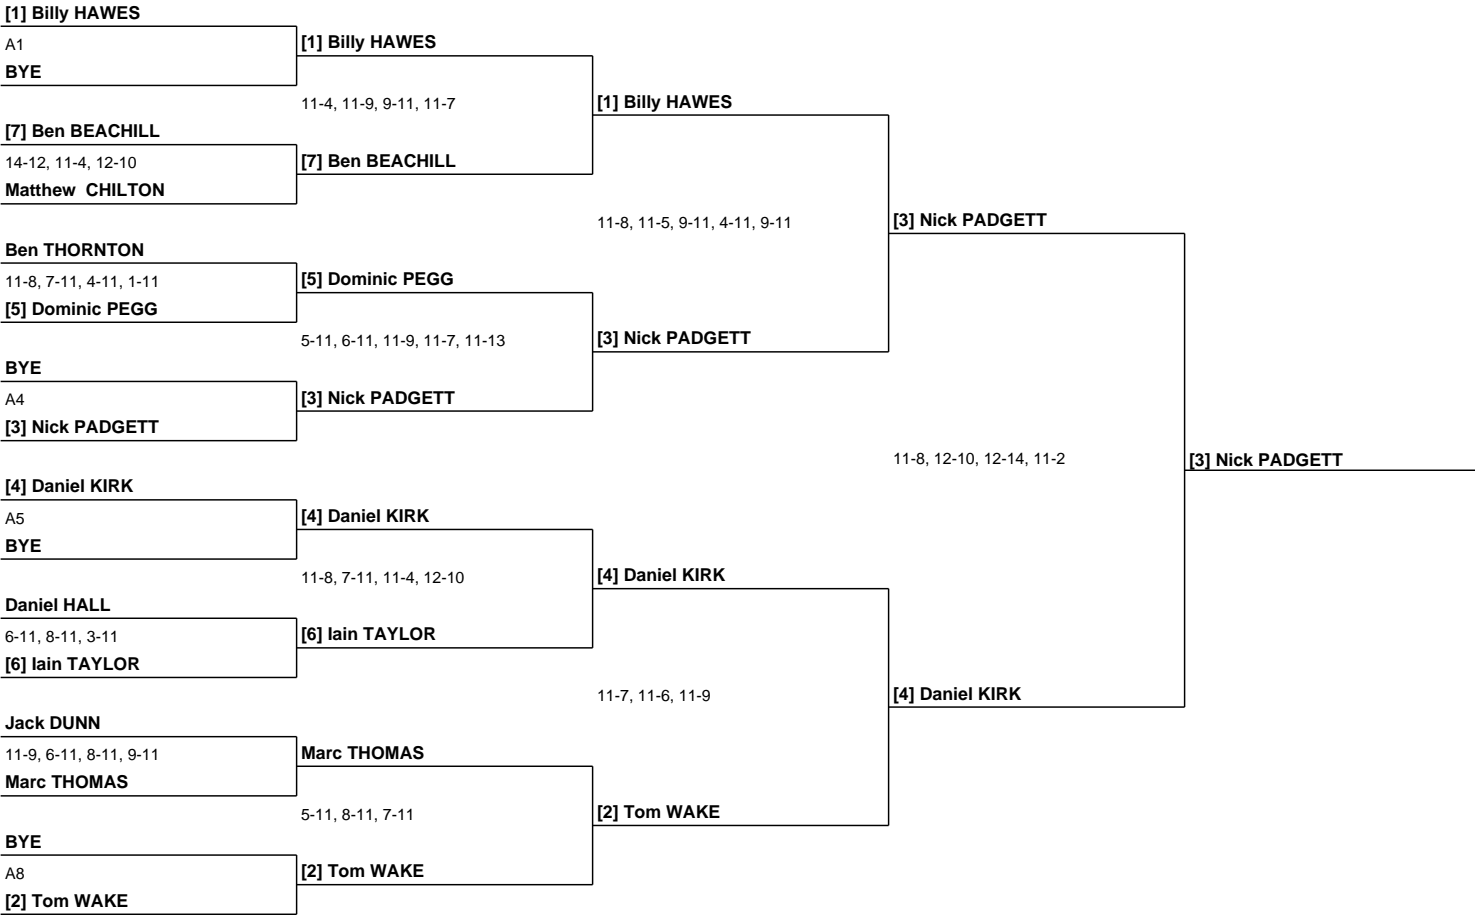 [1] Billy HAWES
A1
BYE
[1] Billy HAWES
11-4, 11-9, 9-11, 11-7
[1] Billy HAWES
[7] Ben BEACHILL
14-12, 11-4, 12-10
Matthew  CHILTON
[7] Ben BEACHILL
11-8, 11-5, 9-11, 4-11, 9-11
[3] Nick PADGETT
Ben THORNTON
11-8, 7-11, 4-11, 1-11
[5] Dominic PEGG
[5] Dominic PEGG
5-11, 6-11, 11-9, 11-7, 11-13
[3] Nick PADGETT
BYE
A4
[3] Nick PADGETT
[3] Nick PADGETT
11-8, 12-10, 12-14, 11-2
[3] Nick PADGETT
[4] Daniel KIRK
A5
BYE
[4] Daniel KIRK
11-8, 7-11, 11-4, 12-10
[4] Daniel KIRK
Daniel HALL
6-11, 8-11, 3-11
[6] Iain TAYLOR
[6] Iain TAYLOR
11-7, 11-6, 11-9
[4] Daniel KIRK
Jack DUNN
11-9, 6-11, 8-11, 9-11
Marc THOMAS
Marc THOMAS
5-11, 8-11, 7-11
[2] Tom WAKE
BYE
A8
[2] Tom WAKE
[2] Tom WAKE